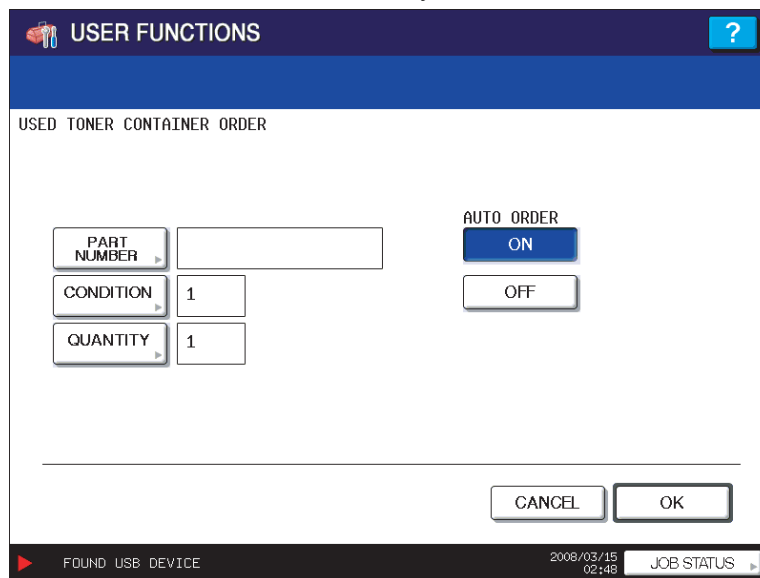 USER FUNCTIONS
?
USED TONER CONTAINER ORDER
AUTO ORDER
PART
NUMBER
ON
CONDITION
1
OFF
QUANTITY
1
CANCEL
OK
FOUND USB DEVICE
2008/03/15
02:48
JOB STATUS